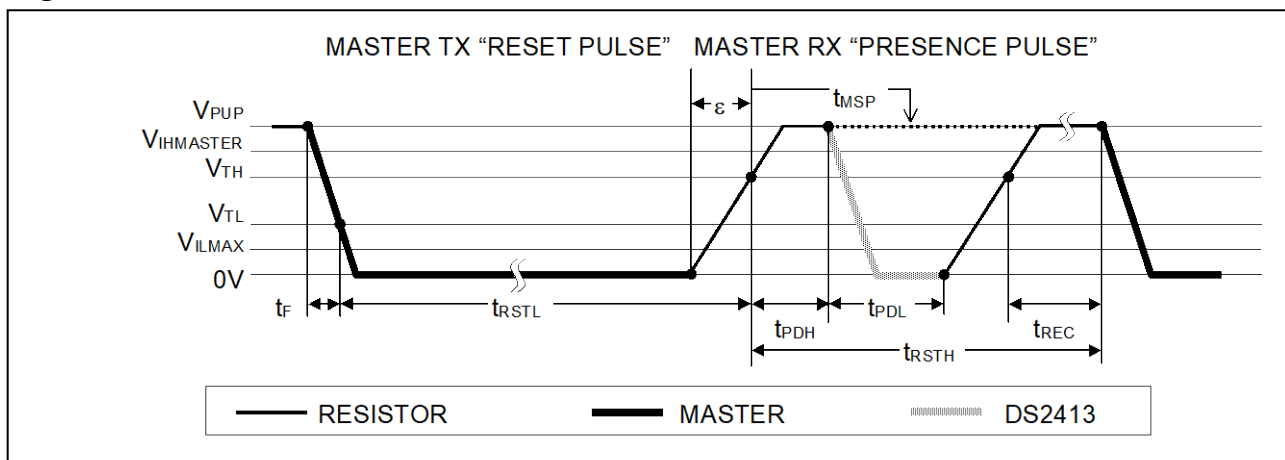 MASTER TX “RESET PULSE” MASTER RX “PRESENCE PULSE”
ε
tMSP
VPUP
VIHMASTER
VTH
VTL
VILMAX
0V
tF
tRSTL
tPDH
tPDL
tREC
tRSTH
RESISTOR MASTER DS2413